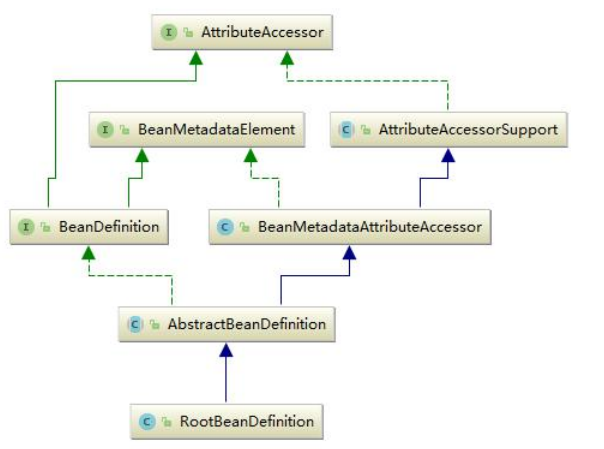 I AttributeAccessor
I BeanMetadataElement
C AttributeAccessorSupport
I BeanDefinition
C BeanMetadataAttributeAccessor
C AbstractBeanDefinition
C RootBeanDefinition